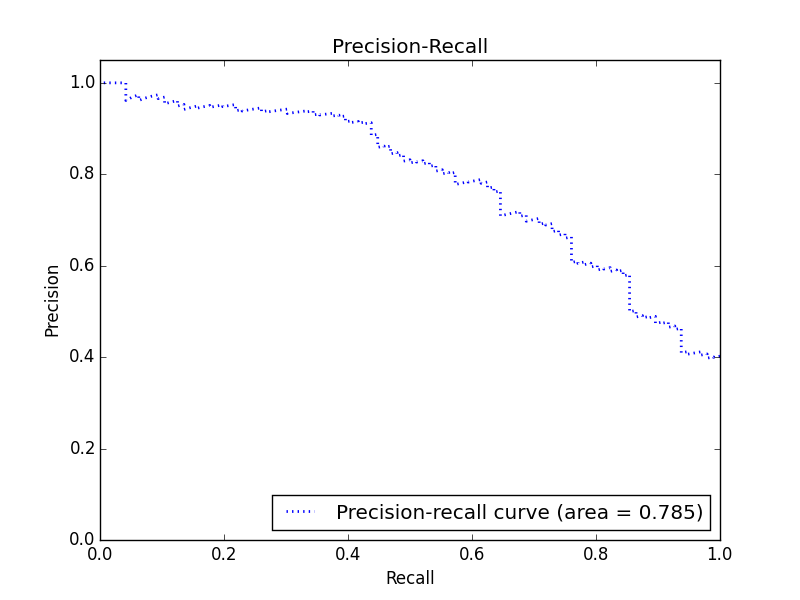 Precision-Recall
1.0
0.8
0.6
0.4
0.2
0.0
Precision
Precision-recall curve (area = 0.785)
0.0 0.2 0.4 0.6 0.8 1.0
Recall